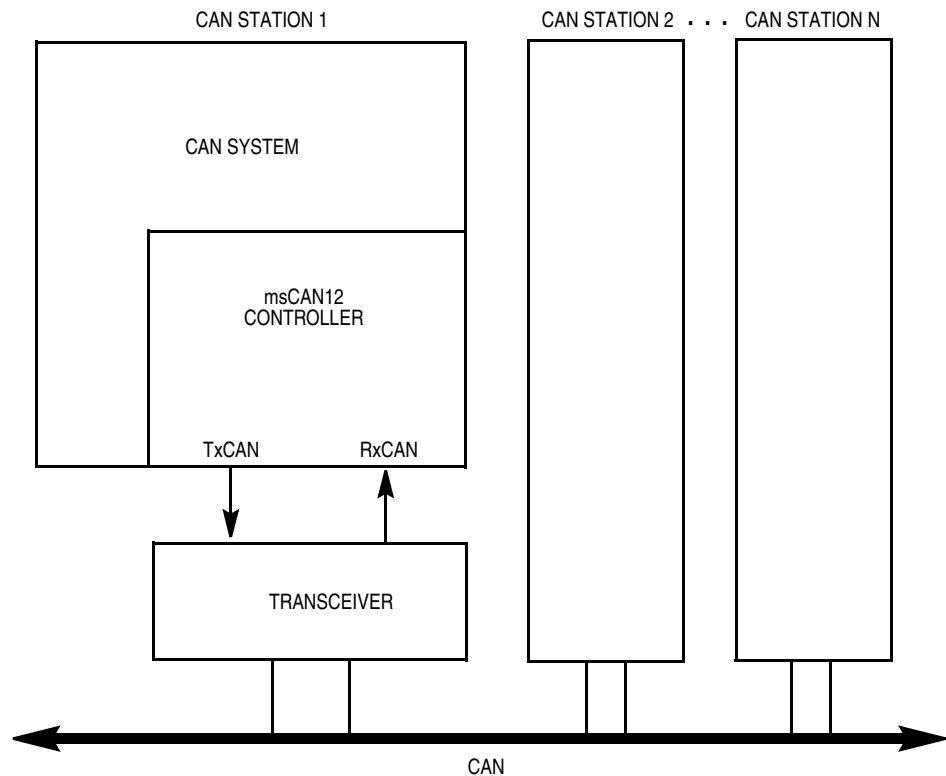 CAN STATION 1
CAN STATION 2 . . . CAN STATION N
CAN SYSTEM
msCAN12
CONTROLLER
TxCAN
RxCAN
TRANSCEIVER
CAN